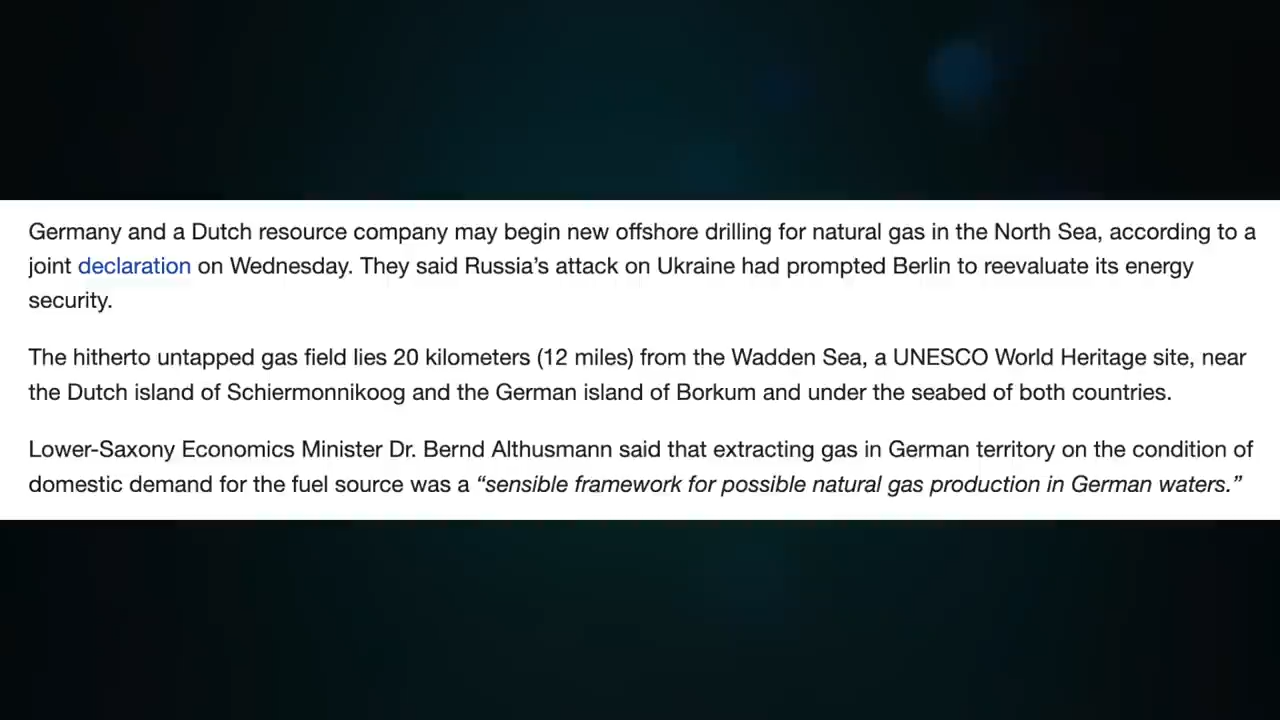 Germany and a Dutch resource company may begin new offshore drilling for natural gas in the North Sea, according to a
joint declaration on Wednesday. They said Russia’s attack on Ukraine had prompted Berlin to reevaluate its energy
security.
The hitherto untapped gas field lies 20 kilometers (12 miles) from the Wadden Sea, a UNESCO World Heritage site, near
the Dutch island of Schiermonnikoog and the German island of Borkum and under the seabed of both countries.
Lower-Saxony Economics Minister Dr. Bernd Althusmann said that extracting gas in German territory on the condition of
domestic demand for the fuel source was a “sensible framework for possible natural gas production in German waters.”